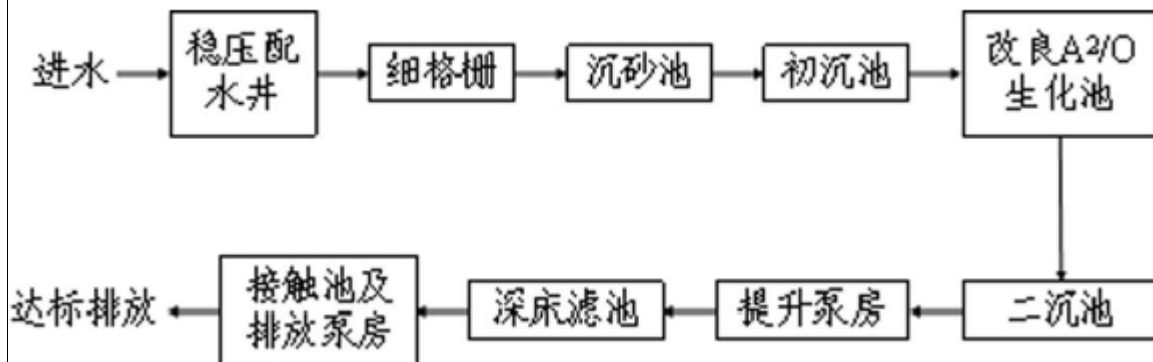 进水
稳压配
水井
细格栅
沉砂池
初沉池
改良A²/O
生化池
二沉池
提升泵房
深床滤池
接触池及
排放泵房
达标排放